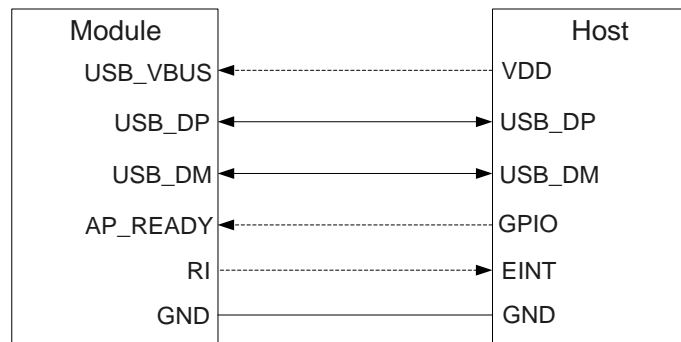 Module Host
USB_VBUS VDD
USB_DP USB_DP
USB_DM USB_DM
AP_READY GPIO
RI EINT
GND GND